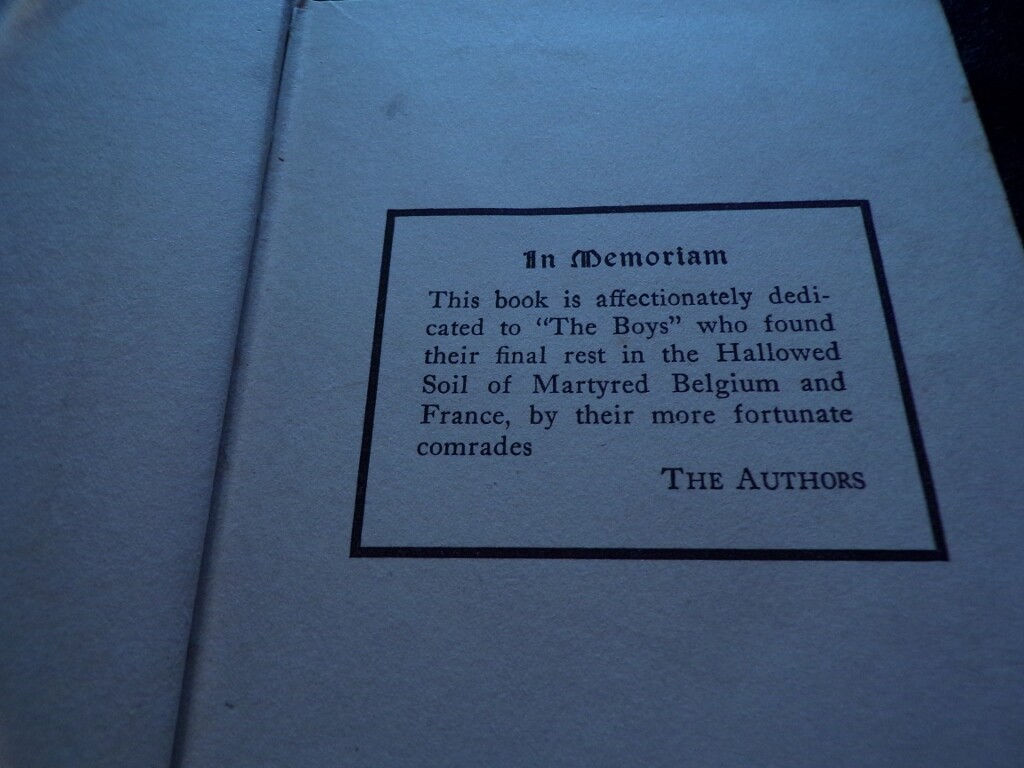 In Memoriam
This book is affectionately dedi-
cated to “The Boys” who found
their final rest in the Hallowed
Soil of Martyred Belgium and
France, by their more fortunate
comrades
THE AUTHORS